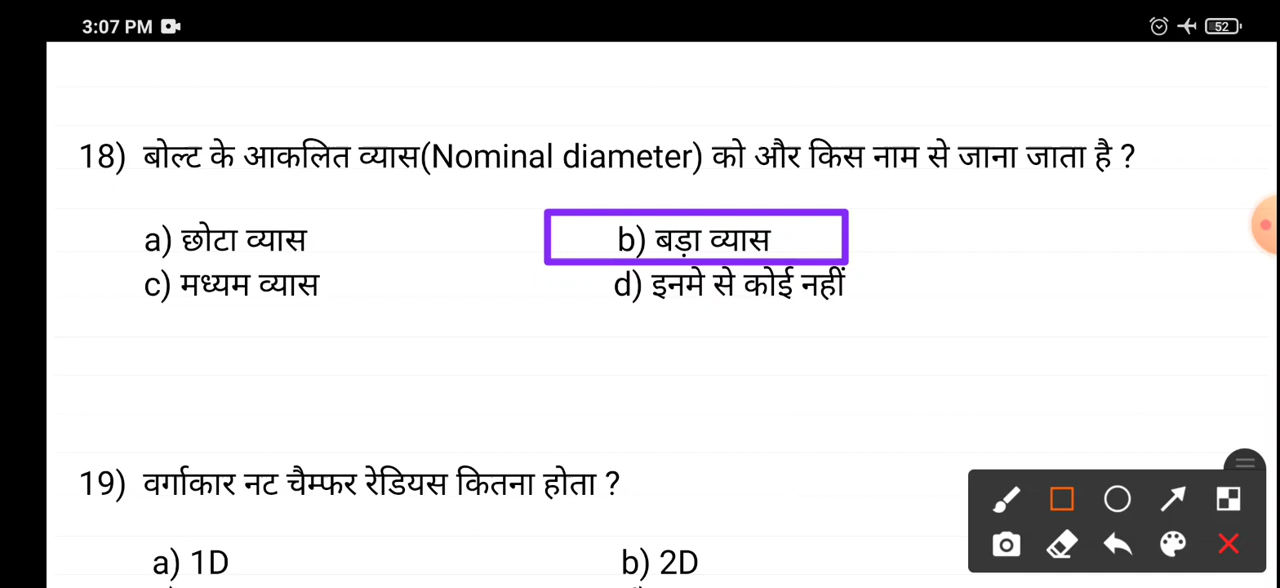 3:07 PM
52
18) बोल्ट के आकलित व्यास(Nominal diameter) को और किस नाम से जाना जाता है ?
a) छोटा व्यास b) बड़ा व्यास
c) मध्यम व्यास d) इनमे से कोई नहीं
19) वर्गाकार नट चैम्फर रेडियस कितना होता ?
a) 1D b) 2D